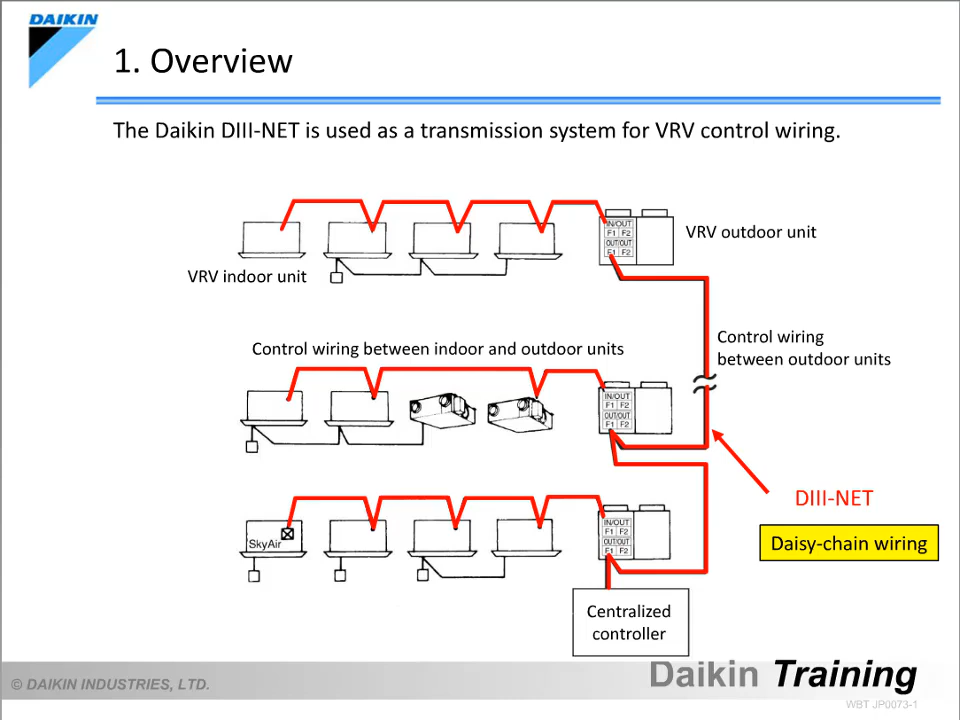 DAIKIN
1. Overview
The Daikin DIII-NET is used as a transmission system for VRV control wiring.
IN/OUT
F1 F2
OUT/OUT
F1 F2
VRV outdoor unit
VRV indoor unit
Control wiring
between outdoor units
Control wiring between indoor and outdoor units
IN/OUT
F1 F2
OUT/OUT
F1 F2
DIII-NET
Daisy-chain wiring
SkyAir
IN/OUT
F1 F2
OUT/OUT
F1 F2
Centralized
controller
© DAIKIN INDUSTRIES, LTD.
Daikin Training
WBT JP0073-1